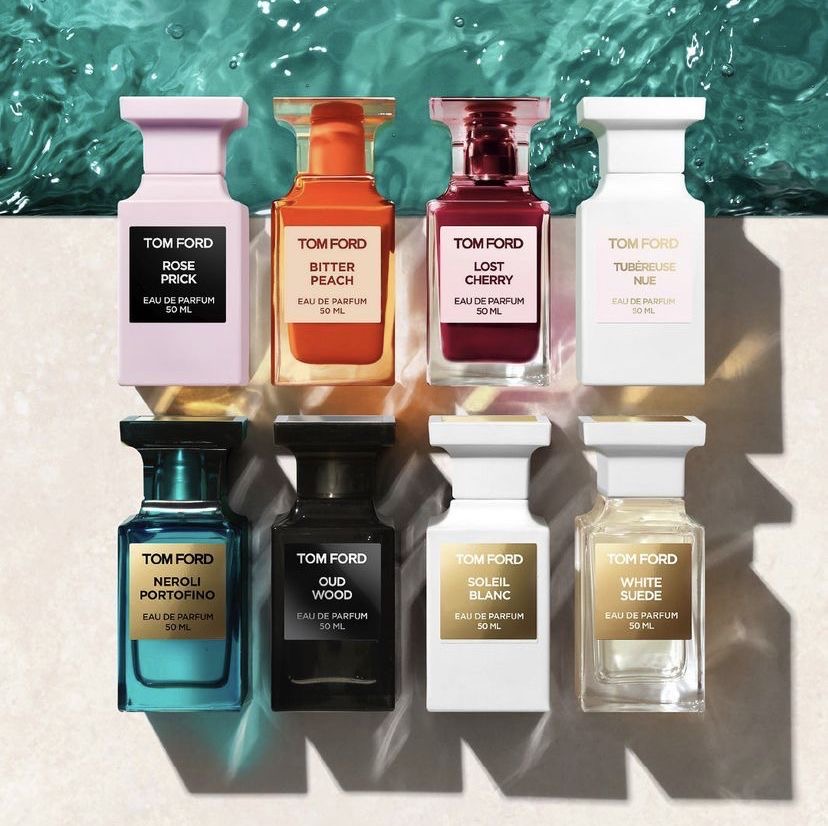 TOM FORD
ROSE
PRICK
EAU DE PARFUM
50 ML
TOM FORD
BITTER
PEACH
EAU DE PARFUM
50 ML
TOM FORD
LOST
CHERRY
EAU DE PARFUM
50 ML
TOM FORD
TUBÉREUSE
NUE
EAU DE PARFUM
50 ML
TOM FORD
NEROLI
PORTOFINO
EAU DE PARFUM
50 ML
TOM FORD
OUD
WOOD
EAU DE PARFUM
50 ML
TOM FORD
SOLEIL
BLANC
EAU DE PARFUM
50 ML
TOM FORD
WHITE
SUEDE
EAU DE PARFUM
50 ML